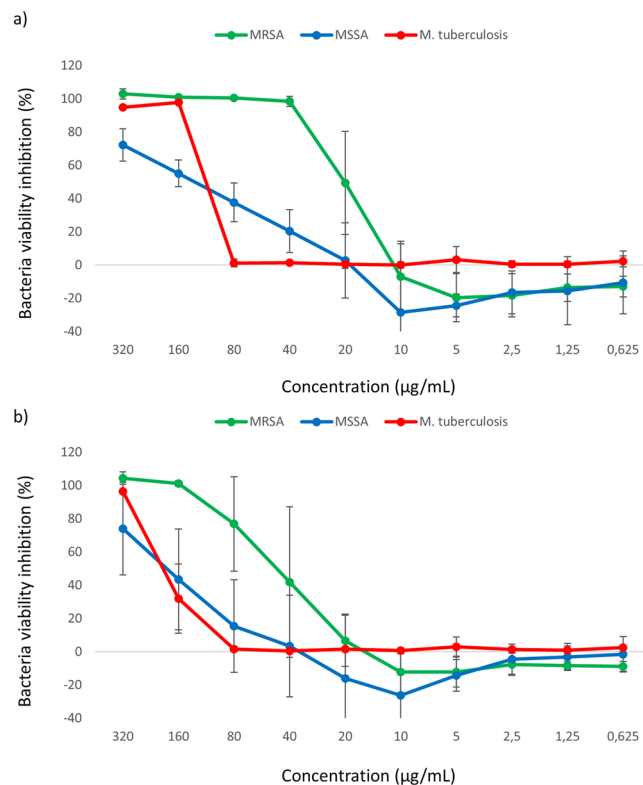 a)
MRSA MSSA M. tuberculosis
Bacteria viability inhibition (%)
120
100
80
60
40
20
0
-20
-40
320 160 80 40 20 10 5 2,5 1,25 0,625
Concentration (µg/mL)
b)
MRSA MSSA M. tuberculosis
Bacteria viability inhibition (%)
120
100
80
60
40
20
0
-20
-40
320 160 80 40 20 10 5 2,5 1,25 0,625
Concentration (µg/mL)